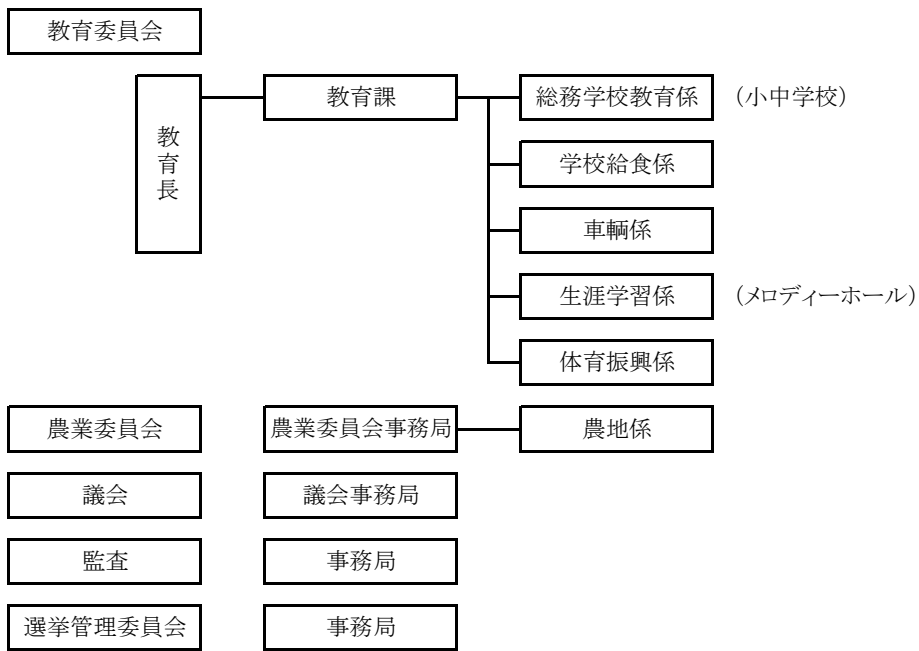 教育委員会
教育長
教育課
総務学校教育係 （小中学校）
学校給食係
車輌係
生涯学習係 （メロディーホール）
体育振興係
農業委員会 農業委員会事務局 農地係
議会 議会事務局
監査 事務局
選挙管理委員会 事務局